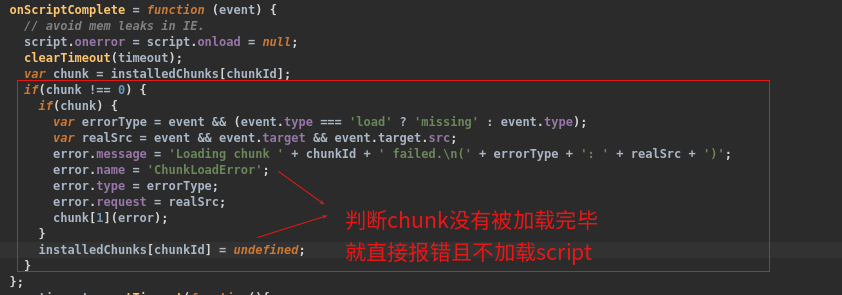 onScriptComplete = function (event) {
// avoid mem leaks in IE.
script.onerror = script.onload = null;
clearTimeout(timeout);
var chunk = installedChunks[chunkId];
if(chunk !== 0) {
if(chunk) {
var errorType = event && (event.type === 'load' ? 'missing' : event.type);
var realSrc = event && event.target && event.target.src;
error.message = 'Loading chunk ' + chunkId + ' failed.\n(' + errorType + ': ' + realSrc + ')';
error.name = 'ChunkLoadError';
error.type = errorType;
error.request = realSrc;
chunk[1](error);
判断chunk没有被加载完毕
}
installedChunks[chunkId] = undefined;
就直接报错且不加载script
}
};